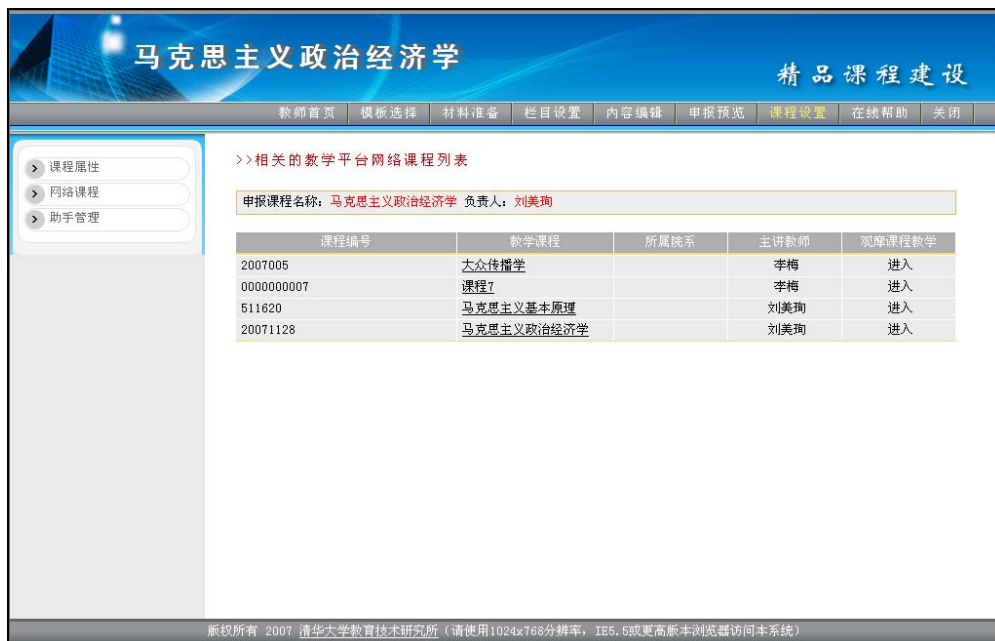 马克思主义政治经济学
精品课程建设
教师首页 模板选择 材料准备 栏目设置 内容编辑 申报预览 课程设置 在线帮助 关闭
课程属性
网络课程
助手管理
>>相关的教学平台网络课程列表
申报课程名称：马克思主义政治经济学 负责人：刘美珣
课程编号 教学课程 所属院系 主讲教师 观摩课程教学
2007005 大众传播学 李梅 进入
0000000007 课程7 李梅 进入
511620 马克思主义基本原理 刘美珣 进入
20071128 马克思主义政治经济学 刘美珣 进入
版权所有 2007 清华大学教育技术研究所（请使用1024x768分辨率，IE5.5或更高版本浏览器访问本系统）